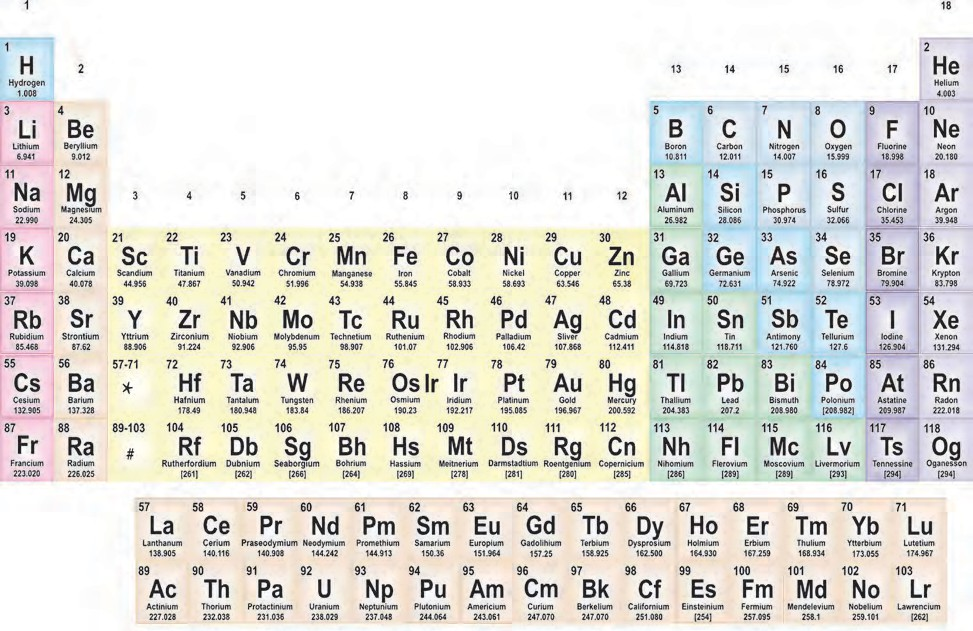 1 18
1 2
H 2 13 14 15 16 17 He
Hydrogen Helium
1.008 4.003
3 4 5 6 7 8 9 10
Li Be B C N O F Ne
Lithium Beryllium Boron Carbon Nitrogen Oxygen Fluorine Neon
6.941 9.012 10.811 12.011 14.007 15.999 18.998 20.180
11 12 13 14 15 16 17 18
Na Mg 3 4 5 6 7 8 9 10 11 12 Al Si P S Cl Ar
Sodium Magnesium Aluminum Silicon Phosphorus Sulfur Chlorine Argon
22.990 24.305 26.982 28.086 30.974 32.066 35.453 39.948
19 20 21 22 23 24 25 26 27 28 29 30 31 32 33 34 35 36
K Ca Sc Ti V Cr Mn Fe Co Ni Cu Zn Ga Ge As Se Br Kr
Potassium Calcium Scandium Titanium Vanadium Chromium Manganese Iron Cobalt Nickel Copper Zinc Gallium Germanium Arsenic Selenium Bromine Krypton
39.098 40.078 44.956 47.867 50.942 51.996 54.938 55.845 58.933 58.693 63.546 65.38 69.723 72.631 74.922 78.972 79.904 83.798
37 38 39 40 41 42 43 44 45 46 47 48 49 50 51 52 53 54
Rb Sr Y Zr Nb Mo Tc Ru Rh Pd Ag Cd In Sn Sb Te I Xe
Rubidium Strontium Yttrium Zirconium Niobium Molybdenum Technetium Ruthenium Rhodium Palladium Sliver Cadmium Indium Tin Antimony Tellurium Iodine Xenon
85.468 87.62 88.906 91.224 92.906 95.95 98.907 101.07 102.906 106.42 107.868 112.411 114.818 118.711 121.760 127.6 126.904 131.294
55 56 57-71 72 73 74 75 76 77 78 79 80 81 82 83 84 85 86
Cs Ba * Hf Ta W Re Os Ir Ir Pt Au Hg Tl Pb Bi Po At Rn
Cesium Barium Hafnium Tantalum Tungsten Rhenium Osmium Iridium Platinum Gold Mercury Thallium Lead Bismuth Polonium Astatine Radon
132.905 137.328 178.49 180.948 183.84 186.207 190.23 192.217 195.085 196.967 200.592 204.383 207.2 208.980 [208.982] 209.987 222.018
87 88 89-103 104 105 106 107 108 109 110 111 112 113 114 115 116 117 118
Fr Ra # Rf Db Sg Bh Hs Mt Ds Rg Cn Nh Fl Mc Lv Ts Og
Francium Radium Rutherfordium Dubnium Seaborgium Bohrium Hassium Meitnerium Darmstadtium Roentgenium Copernicium Nihomium Flerovium Moscovium Livermorium Tennessine Oganesson
223.020 226.025 [261] [262] [266] [264] [269] [278] [281] [280] [285] [286] [289] [289] [293] [294] [294]
57 58 59 60 61 62 63 64 65 66 67 68 69 70 71
La Ce Pr Nd Pm Sm Eu Gd Tb Dy Ho Er Tm Yb Lu
Lanthanum Cerium Praseodymium Neodymium Promethium Samarium Europium Gadolihium Terbium Dysprosium Holmium Erbium Thulium Ytterbium Lutetium
138.905 140.116 140.908 144.242 144.913 150.36 151.964 157.25 158.925 162.500 164.930 167.259 168.934 173.055 174.967
89 90 91 92 93 94 95 96 97 98 99 100 101 102 103
Ac Th Pa U Np Pu Am Cm Bk Cf Es Fm Md No Lr
Actinium Thorium Protactinium Uranium Neptunium Plutonium Americium Curium Berkelium Californium Einsteinium Fermium Mendelevium Nobelium Lawrencium
227.028 232.038 231.036 238.029 237.048 244.064 243.061 247.070 247.070 251.080 [254] 257.095 258.1 259.101 [262]